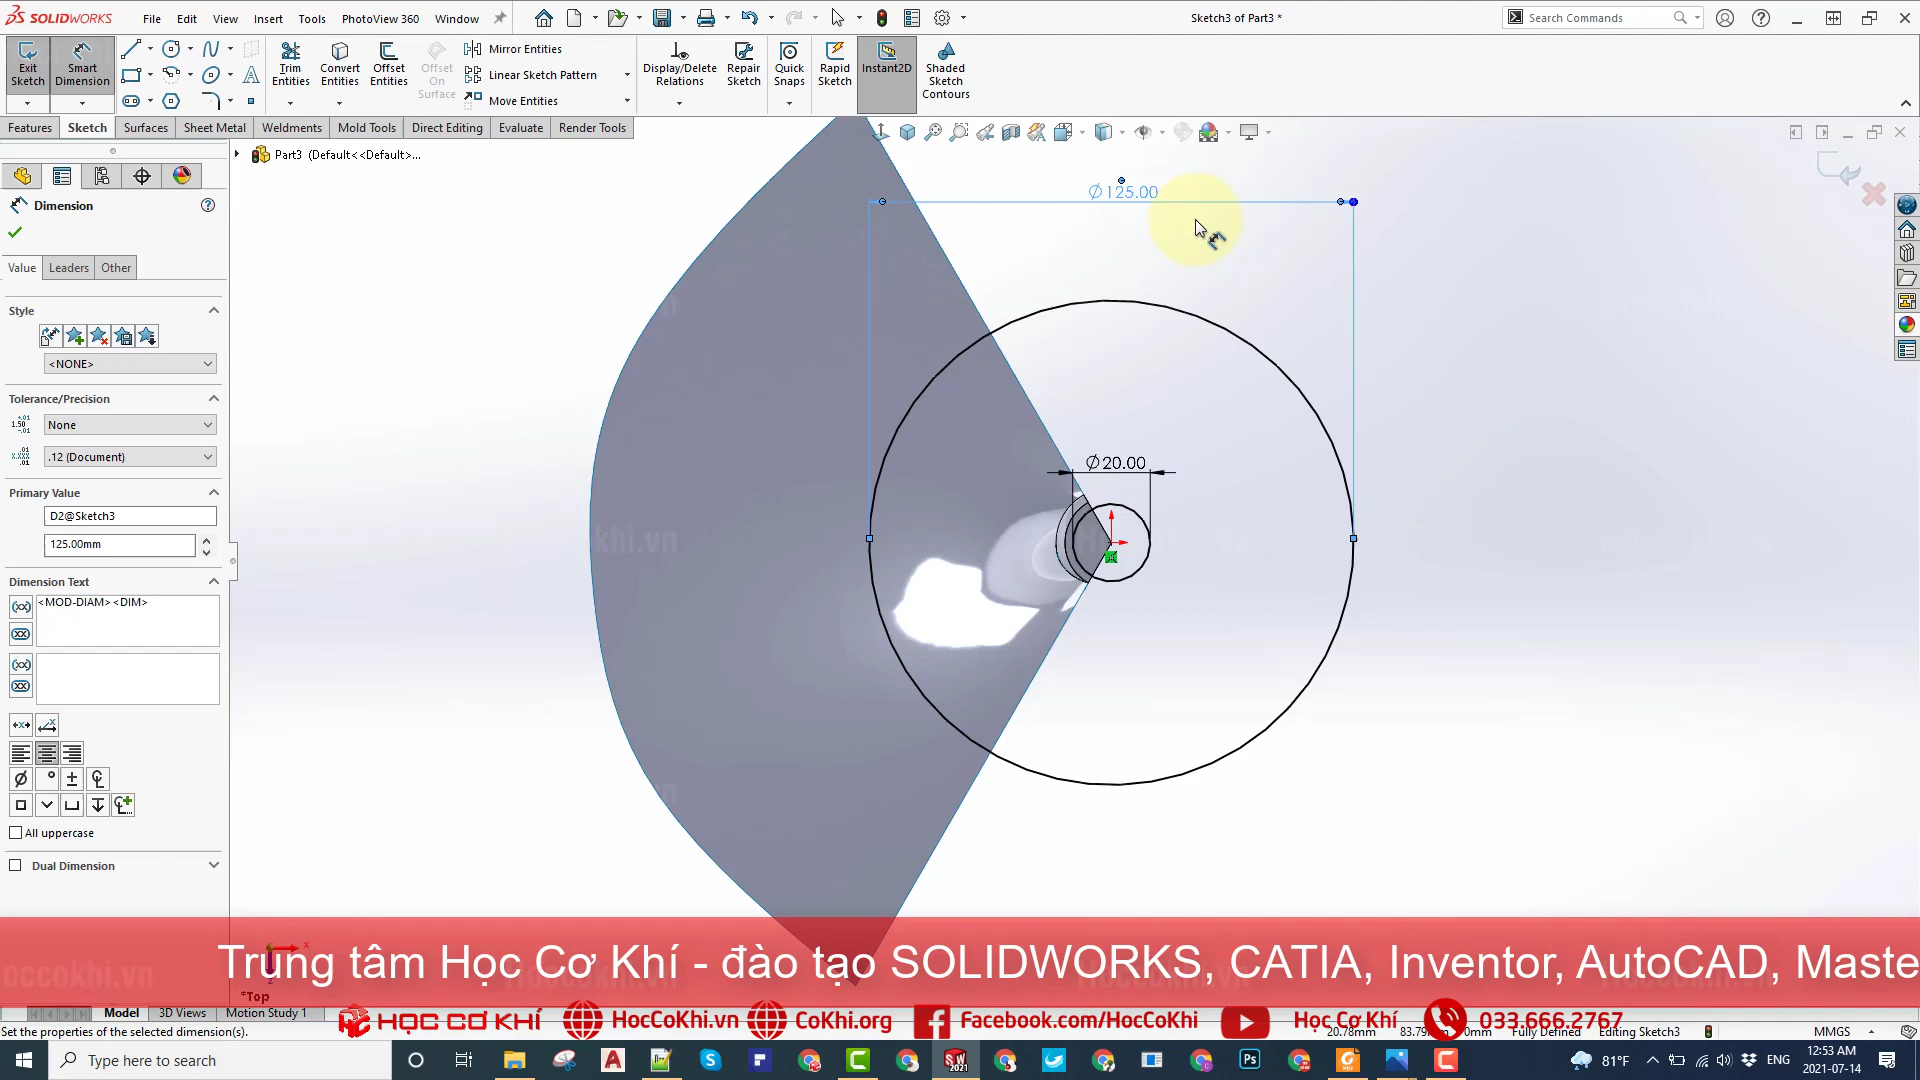 SOLIDWORKS
File Edit View Insert Tools PhotoView 360 Window
Sketch3 of Part3 *
Search Commands
Exit Sketch
Smart Dimension
Trim Entities
Convert Entities
Offset Entities
Offset On Surface
Mirror Entities
Linear Sketch Pattern
Move Entities
Display/Delete Relations
Repair Sketch
Quick Snaps
Rapid Sketch
Instant2D
Shaded Sketch Contours
Features Sketch Surfaces Sheet Metal Weldments Mold Tools Direct Editing Evaluate Render Tools
Part3 (Default<<Default>...
Dimension
Value Leaders Other
Style
<NONE>
Tolerance/Precision
None
.12 (Document)
Primary Value
D2@Sketch3
125.00mm
Dimension Text
<MOD-DIAM><DIM>
All uppercase
Dual Dimension
∅125.00
∅20.00
Trung tâm Học Cơ Khí - đào tạo SOLIDWORKS, CATIA, Inventor, AutoCAD, Maste
*Top
Model 3D Views Motion Study 1
HỌC CƠ KHÍ HocCoKhi.vn CoKhi.org Facebook.com/HocCoKhi Học Cơ Khí 033.666.2767
Set the properties of the selected dimension(s).
20.78mm Fully Defined Editing Sketch3 MMGS
Type here to search
81°F ENG 12:53 AM
2021-07-14